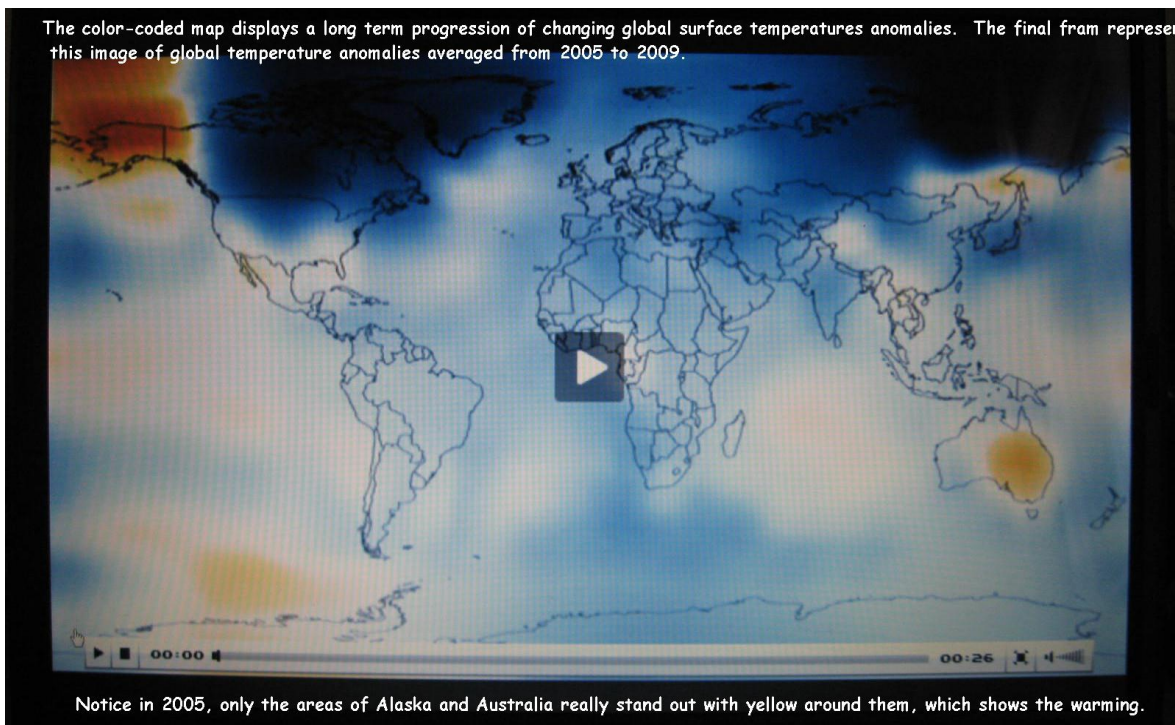 The color-coded map displays a long term progression of changing global surface temperatures anomalies. The final fram
this image of global temperature anomalies averaged from 2005 to 2009.
00:00
00:26
Notice in 2005, only the areas of Alaska and Australia really stand out with yellow around them, which shows the warming.